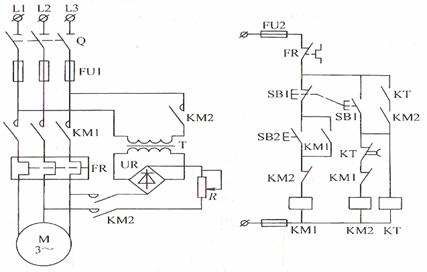 L1 L2 L3
Q
FU1
KM2
KM1
T
FR
UR
R
KM2
M
3~
FU2
FR
SB1
SB1
KT
KM2
SB2
KM1
KT
KM2
KM1
KM1 KM2 KT